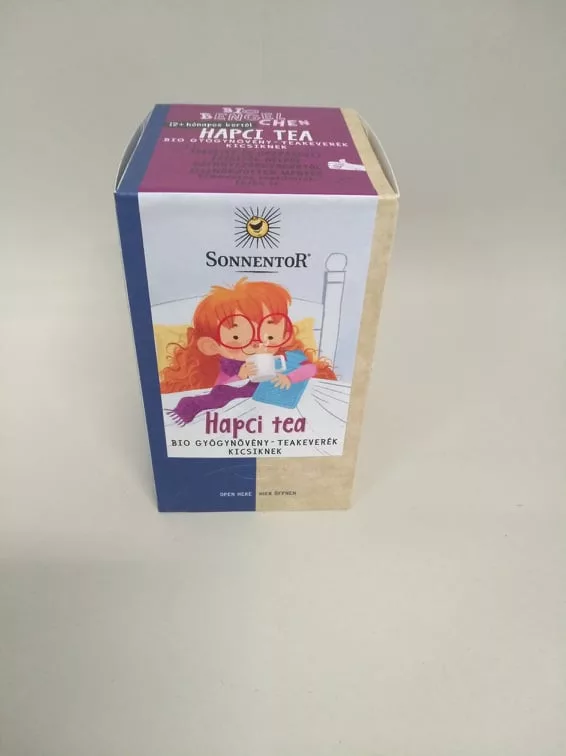 BIO
BENGEL
CHEN
12+ hónapos kortól
HAPCI TEA
BIO GYÓGYNÖVÉNY-TEAKEVERÉK
KICSIKNEK
SONNENTOR®
Hapci tea
BIO GYÓGYNÖVÉNY-TEAKEVERÉK
KICSIKNEK
OPEN HERE HIER ÖFFNEN